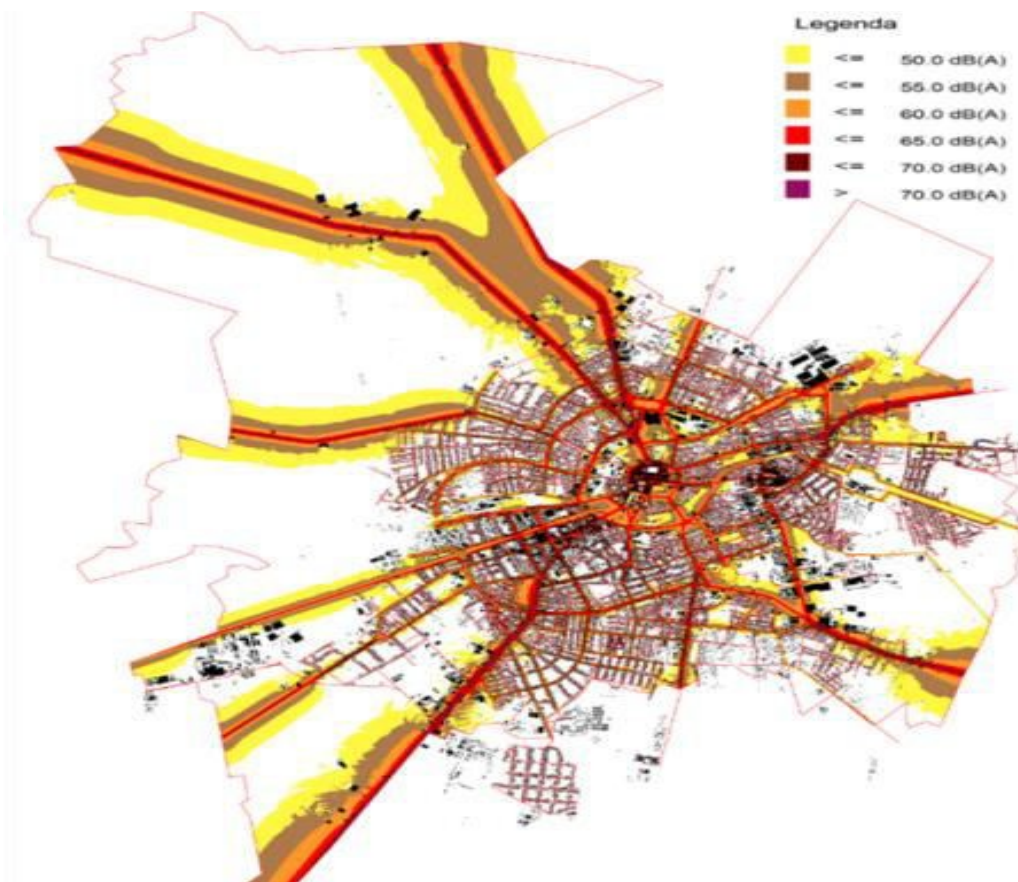 Legenda
<= 50.0 dB(A)
<= 55.0 dB(A)
<= 60.0 dB(A)
<= 65.0 dB(A)
<= 70.0 dB(A)
> 70.0 dB(A)